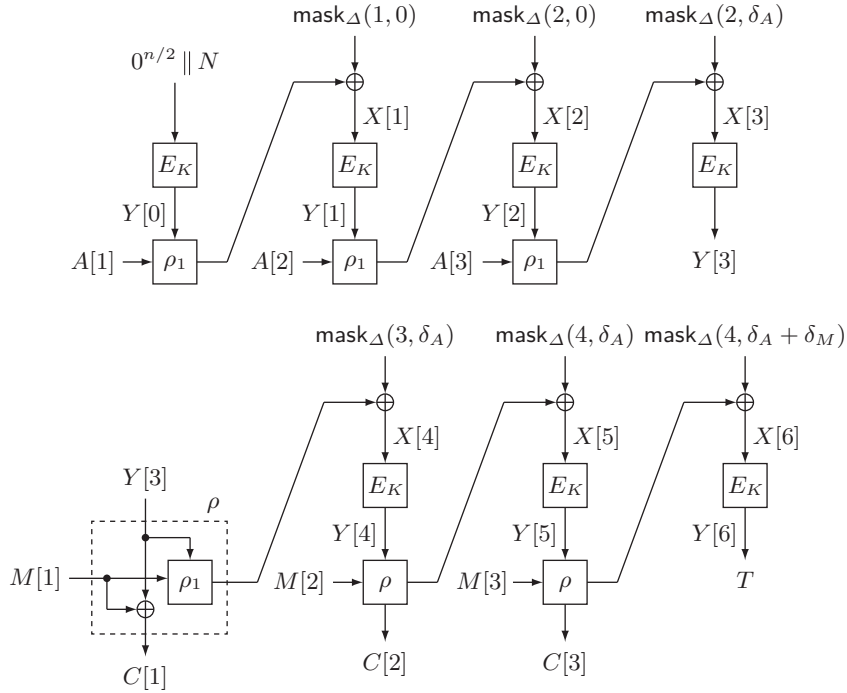 mask_Δ(1, 0) mask_Δ(2, 0) mask_Δ(2, δ_A)
0^{n/2} ∥ N
X[1] X[2] X[3]
E_K E_K E_K E_K
Y[0] Y[1] Y[2]
A[1] ρ_1 A[2] ρ_1 A[3] ρ_1 Y[3]
mask_Δ(3, δ_A) mask_Δ(4, δ_A) mask_Δ(4, δ_A + δ_M)
X[4] X[5] X[6]
Y[3] E_K E_K E_K
ρ
Y[4] Y[5] Y[6]
M[1] ρ_1 M[2] ρ M[3] ρ T
C[1] C[2] C[3]